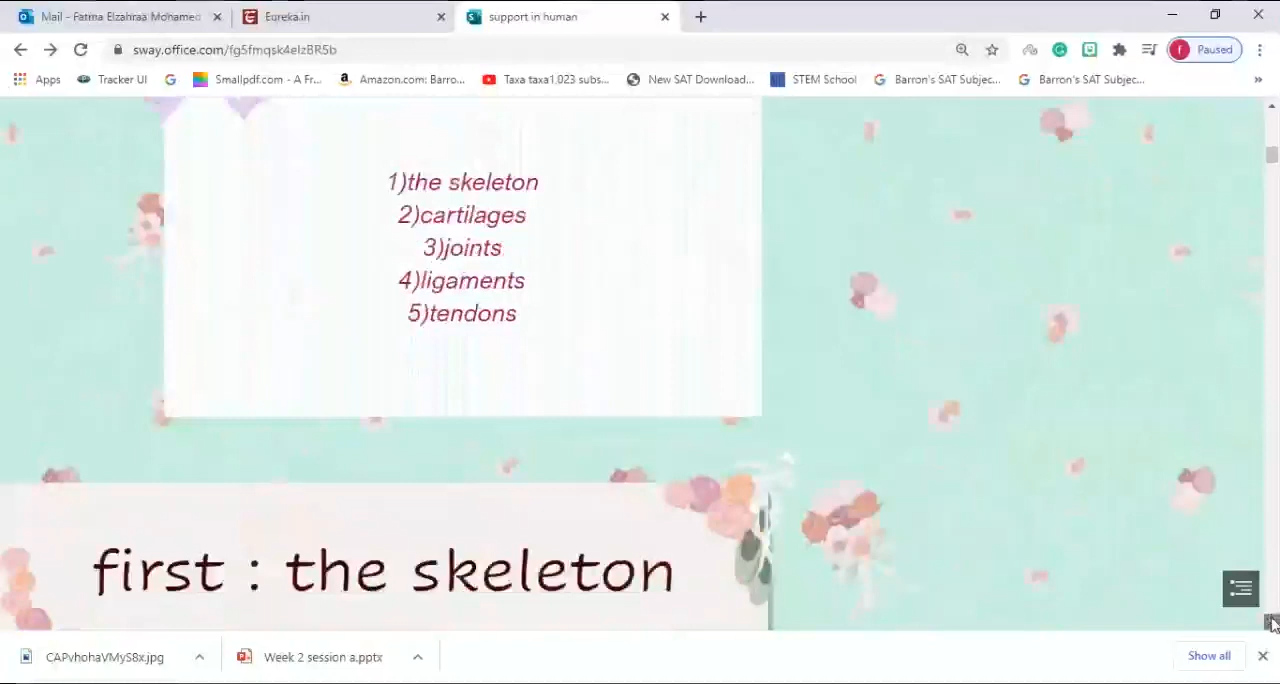 Mail - Fatma Elzahraa Mohamed
Eureka.in
support in human
sway.office.com/fg5fmqsk4elzBR5b
Paused
Apps
Tracker UI
Smallpdf.com - A Fr...
Amazon.com: Barro...
Taxa taxa1,023 subs...
New SAT Download...
STEM School
Barron's SAT Subjec...
Barron's SAT Subjec...
1)the skeleton
2)cartilages
3)joints
4)ligaments
5)tendons
first : the skeleton
CAPvhohaVMyS8x.jpg
Week 2 session a.pptx
Show all